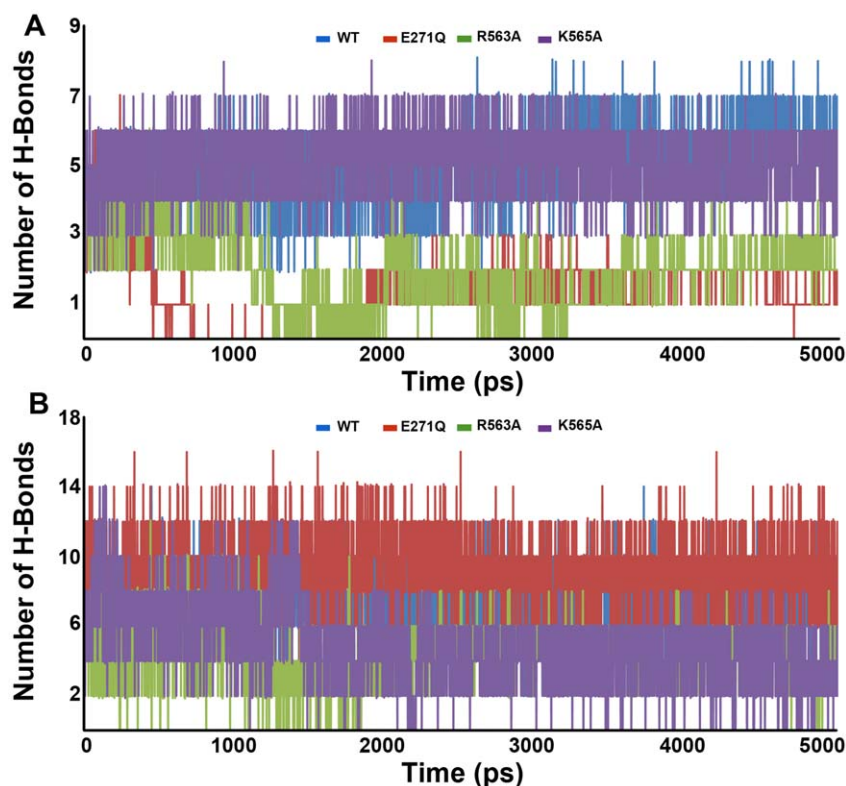 A
WT E271Q R563A K565A
Number of H-Bonds
9
7
5
3
1
0 1000 2000 3000 4000 5000
Time (ps)
B
WT E271Q R563A K565A
Number of H-Bonds
18
14
10
6
2
0 1000 2000 3000 4000 5000
Time (ps)